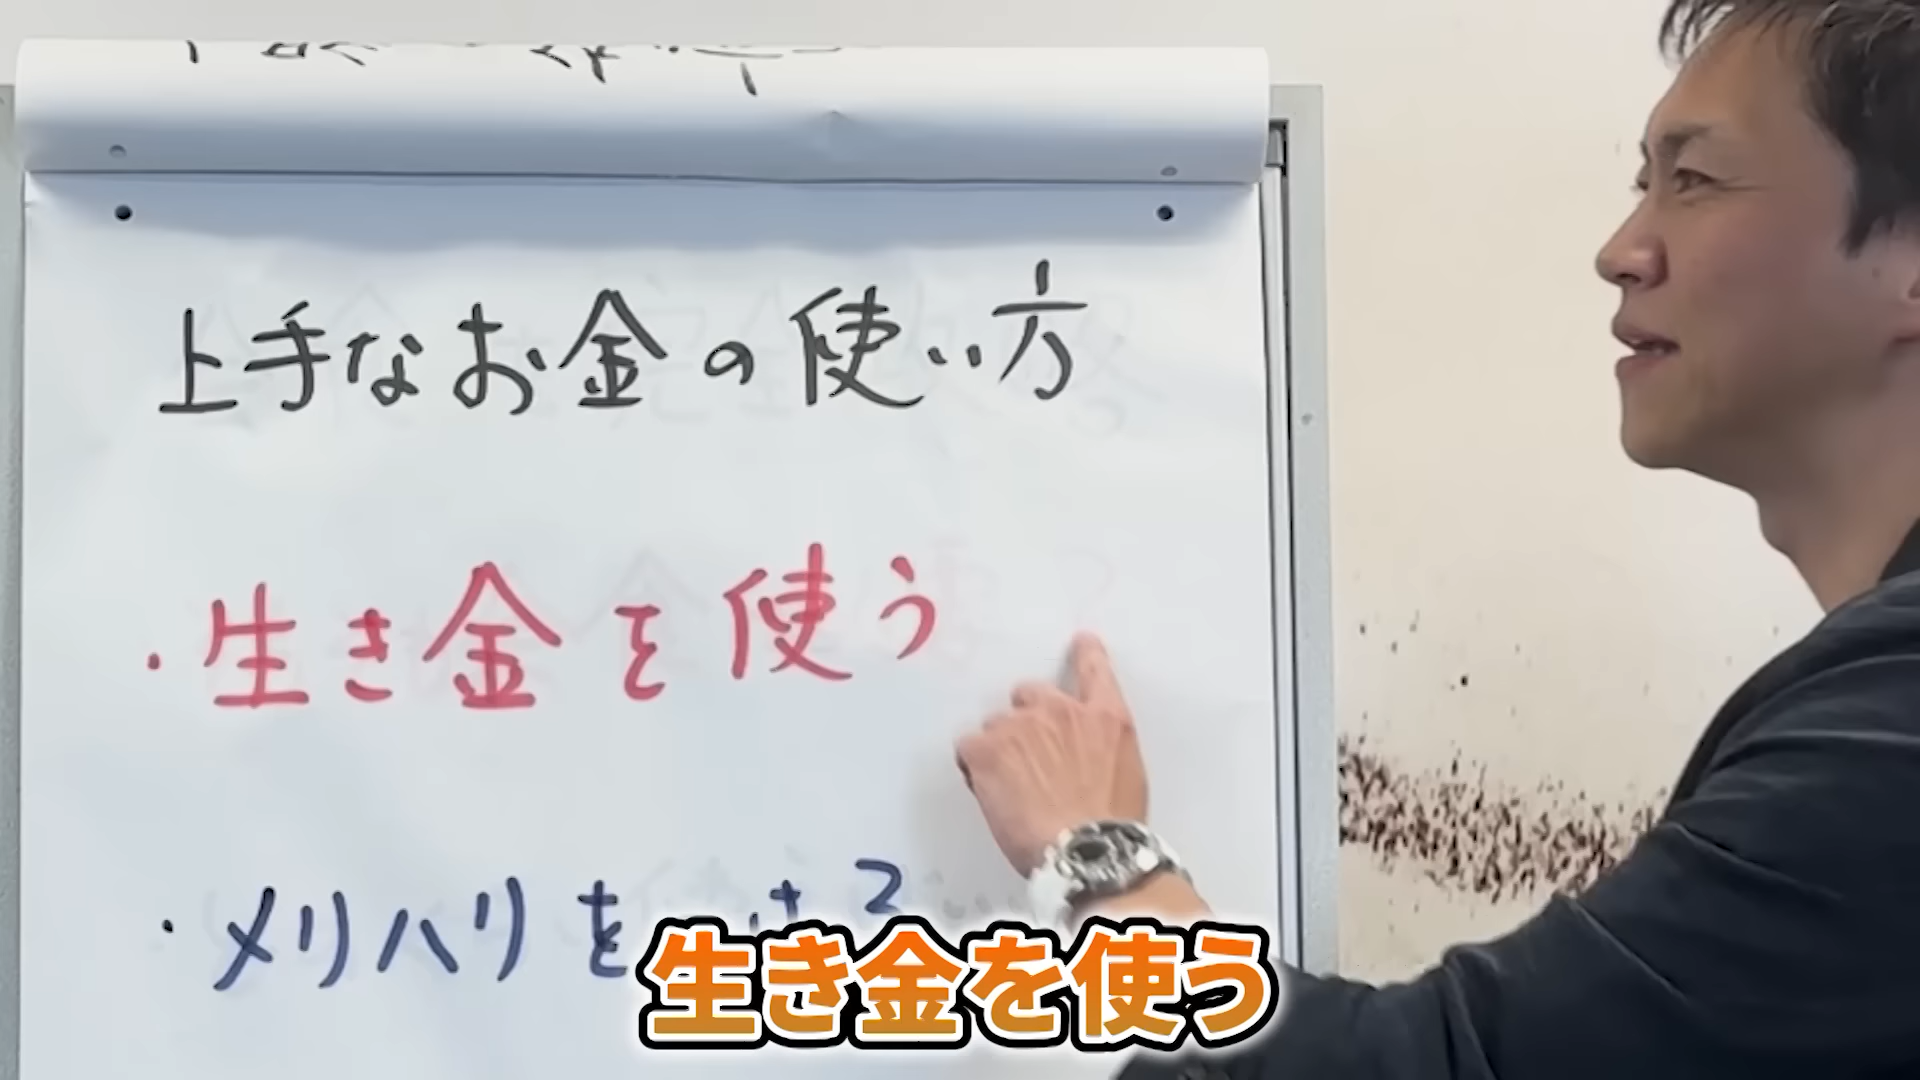 上手なお金の使い方
・生き金を使う
・メリハリを
生き金を使う